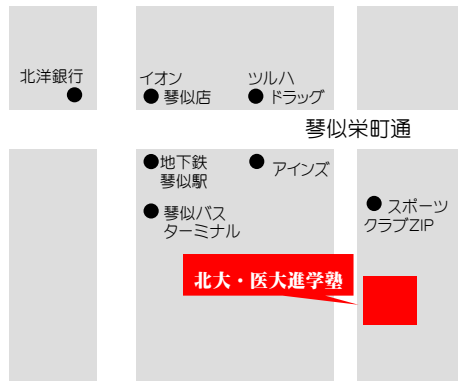 北洋銀行
イオン
琴似店
ツルハ
ドラッグ
琴似栄町通
地下鉄
琴似駅
アインズ
琴似バス
ターミナル
スポーツ
クラブZIP
北大・医大進学塾